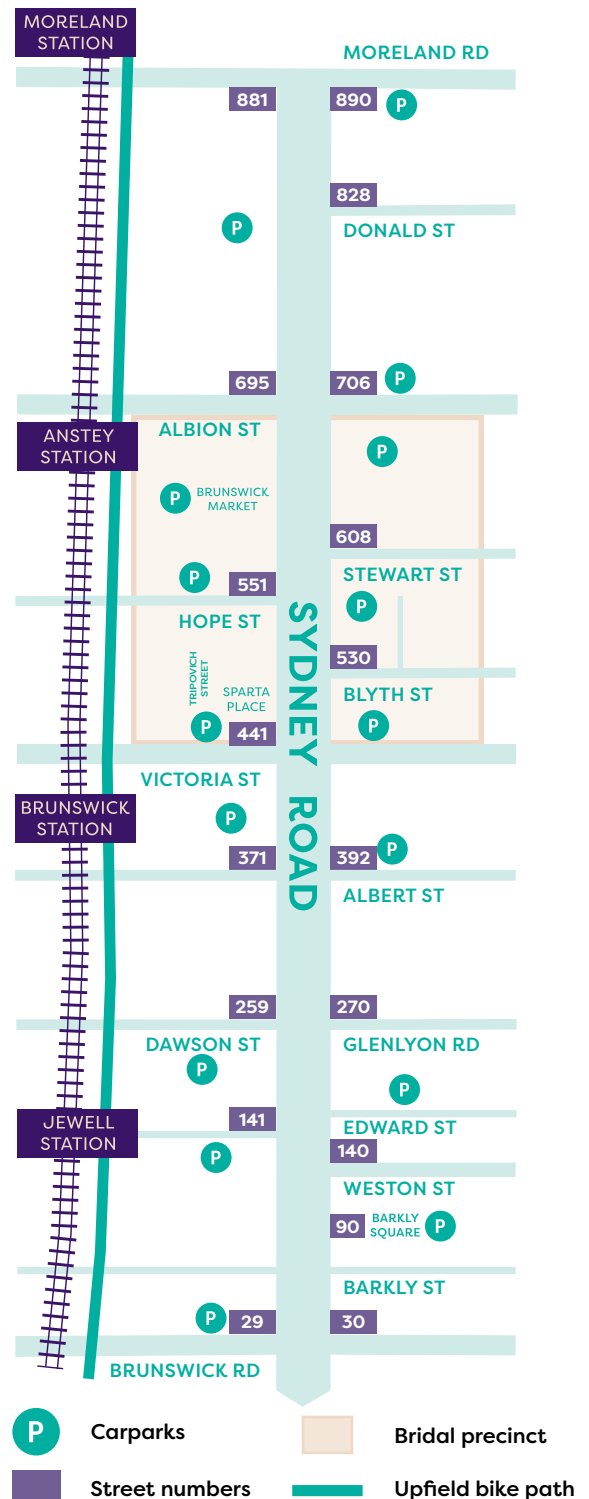 MORELAND
STATION
MORELAND RD
881
890
P
828
DONALD ST
P
695
706
P
ANSTEY
STATION
ALBION ST
P
P
BRUNSWICK
MARKET
608
P
551
STEWART ST
P
HOPE ST
SYDNEY ROAD
530
TRIPOVICH
STREET
SPARTA
PLACE
BLYTH ST
P
441
P
VICTORIA ST
BRUNSWICK
STATION
P
371
392
P
ALBERT ST
259
270
DAWSON ST
GLENLYON RD
P
P
JEWELL
STATION
141
EDWARD ST
140
P
WESTON ST
90
BARKLY
SQUARE
P
BARKLY ST
P
29
30
BRUNSWICK RD
P
Carparks
Bridal precinct
Street numbers
Upfield bike path